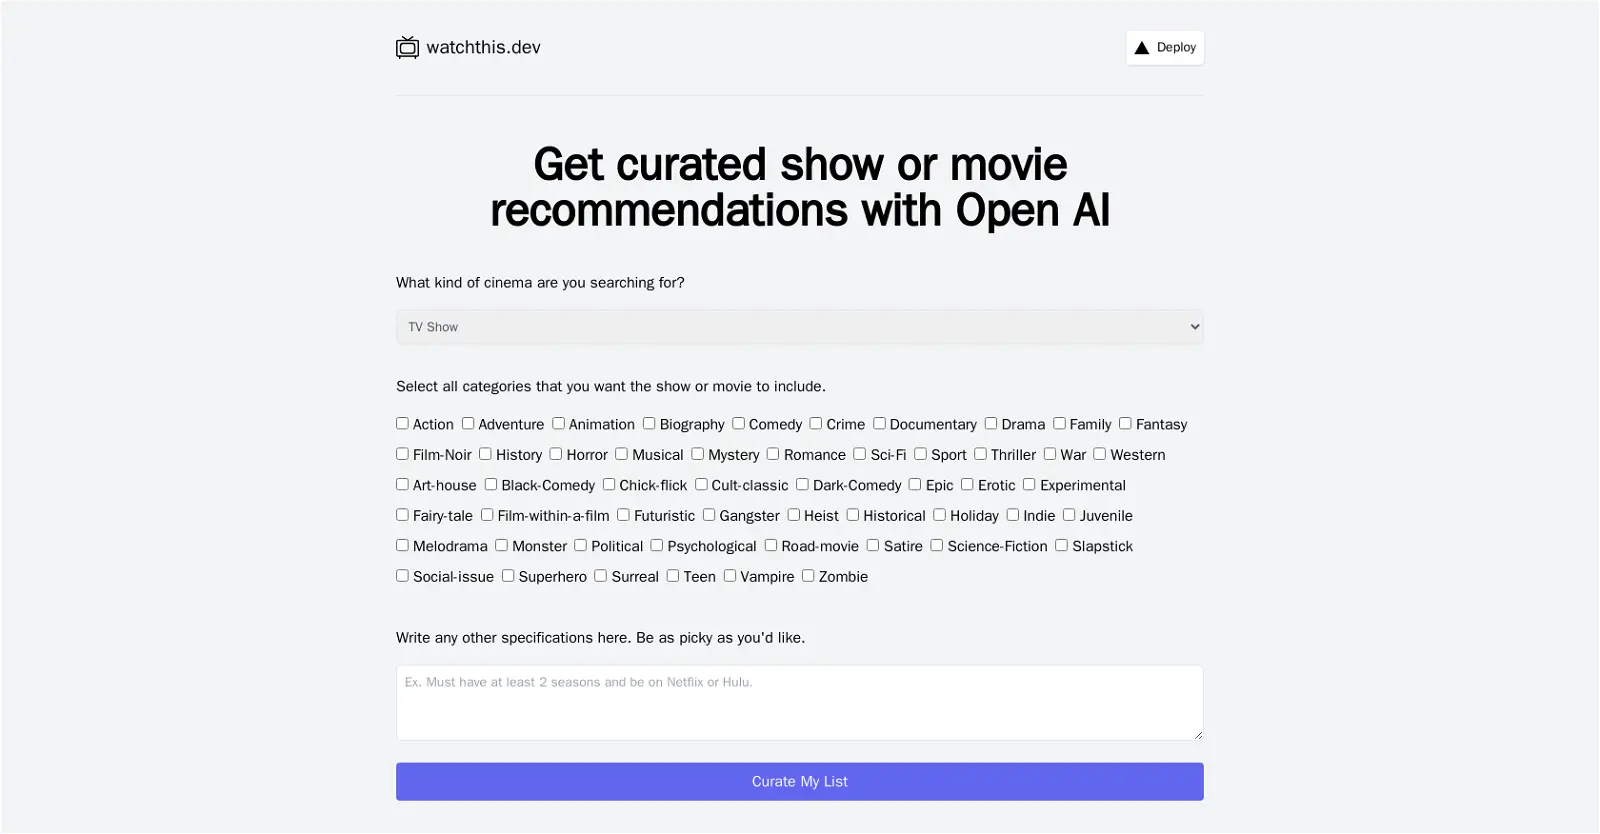 watchthis.dev
Deploy
Get curated show or movie
recommendations with Open AI
What kind of cinema are you searching for?
TV Show
Select all categories that you want the show or movie to include.
Action Adventure Animation Biography Comedy Crime Documentary Drama Family Fantasy
Film-Noir History Horror Musical Mystery Romance Sci-Fi Sport Thriller War Western
Art-house Black-Comedy Chick-flick Cult-classic Dark-Comedy Epic Erotic Experimental
Fairy-tale Film-within-a-film Futuristic Gangster Heist Historical Holiday Indie Juvenile
Melodrama Monster Political Psychological Road-movie Satire Science-Fiction Slapstick
Social-issue Superhero Surreal Teen Vampire Zombie
Write any other specifications here. Be as picky as you'd like.
Ex. Must have at least 2 seasons and be on Netflix or Hulu.
Curate My List